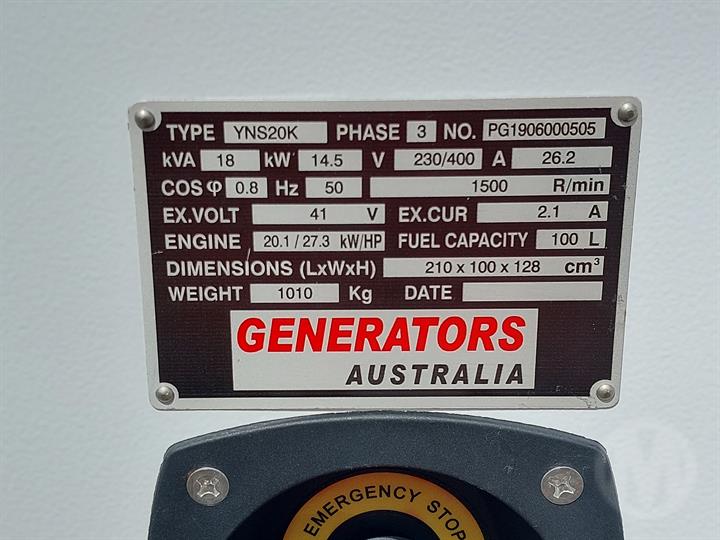 TYPE YNS20K PHASE 3 NO. PG1906000505
kVA 18 kW 14.5 V 230/400 A 26.2
COS φ 0.8 Hz 50 1500 R/min
EX.VOLT 41 V EX.CUR 2.1 A
ENGINE 20.1 / 27.3 kW/HP FUEL CAPACITY 100 L
DIMENSIONS (LxWxH) 210 x 100 x 128 cm³
WEIGHT 1010 Kg DATE
GENERATORS
AUSTRALIA
EMERGENCY STOP